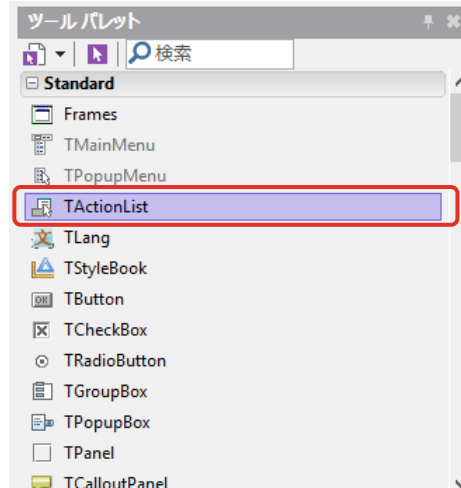 ツール パレット
検索
Standard
Frames
TMainMenu
TPopupMenu
TActionList
TLang
TStyleBook
OK TButton
TCheckBox
TRadioButton
TGroupBox
TPopupBox
TPanel
TCalloutPanel